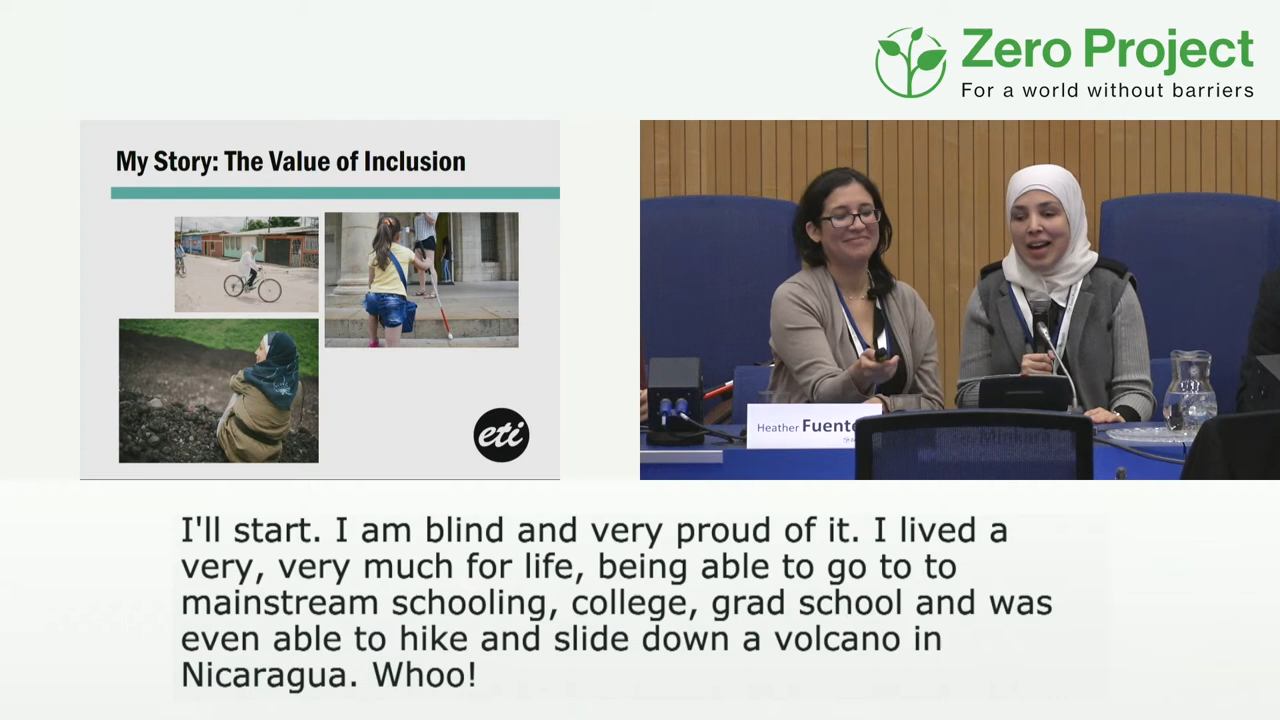 Zero Project
For a world without barriers
My Story: The Value of Inclusion
eti
Heather Fuente
I'll start. I am blind and very proud of it. I lived a
very, very much for life, being able to go to to
mainstream schooling, college, grad school and was
even able to hike and slide down a volcano in
Nicaragua. Whoo!